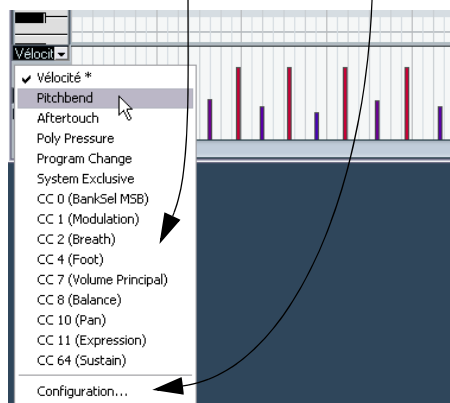 Vélocit
Vélocité *
Pitchbend
Aftertouch
Poly Pressure
Program Change
System Exclusive
CC 0 (BankSel MSB)
CC 1 (Modulation)
CC 2 (Breath)
CC 4 (Foot)
CC 7 (Volume Principal)
CC 8 (Balance)
CC 10 (Pan)
CC 11 (Expression)
CC 64 (Sustain)
Configuration...